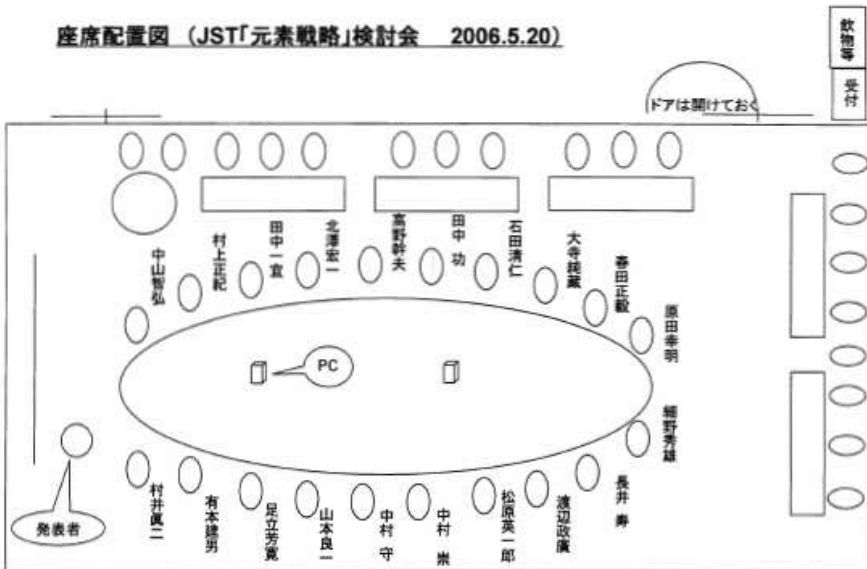 座席配置図 （JST「元素戦略」検討会 2006.5.20）
飲物等
受付
ドアは開けておく
中山智弘
村上正紀
田中一宜
北澤宏一
高野幹夫
田中 功
石田清仁
大寺純蔵
春田正毅
原田幸明
PC
細野秀雄
発表者
村井眞二
有本建男
足立芳寛
山本良一
中村 守
中村 崇
松原英一郎
渡辺政廣
長井 寿